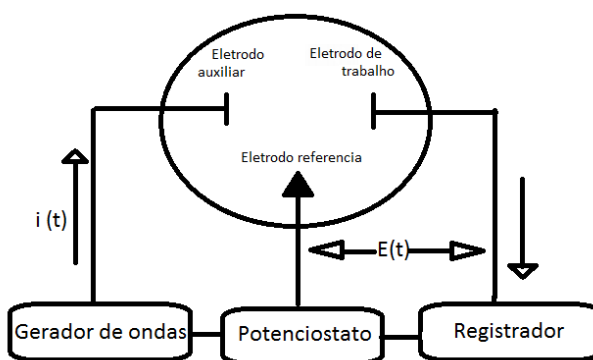 Eletrodo
auxiliar
Eletrodo de
trabalho
Eletrodo referencia
i (t)
E(t)
Gerador de ondas
Potenciostato
Registrador